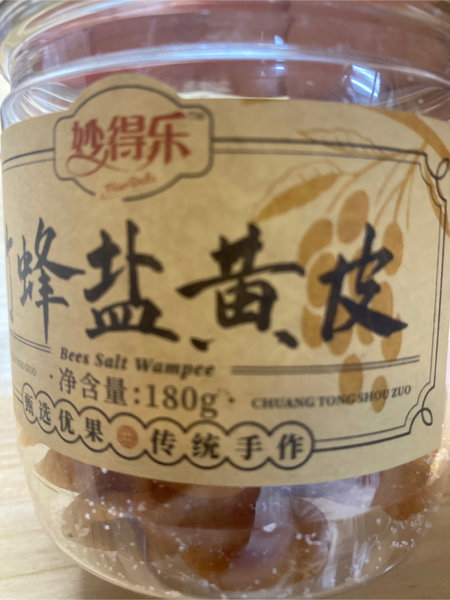 妙得乐
蜂盐黄皮
Bees Salt Wampee
·净含量:180g·
GUO
CHUANG TONG SHOU ZUO
甄选优果 传统手作